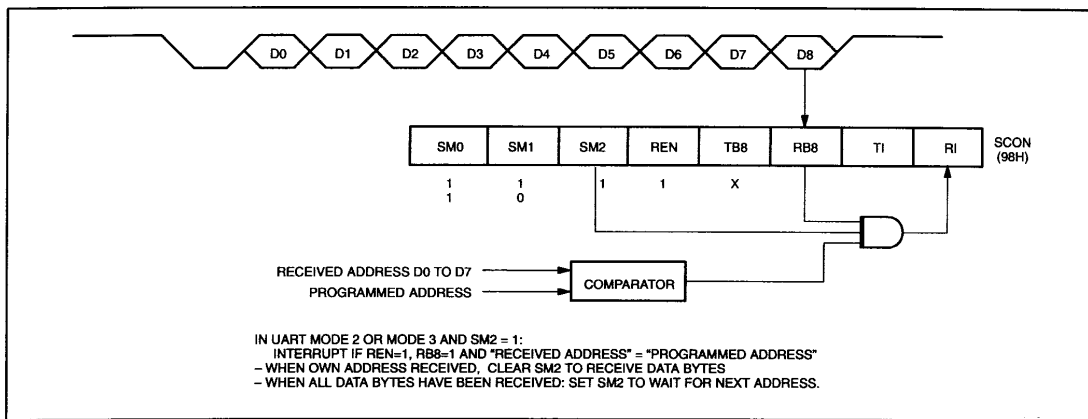 D0 D1 D2 D3 D4 D5 D6 D7 D8
SM0 SM1 SM2 REN TB8 RB8 TI RI
SCON
(98H)
1 1 1 1 X
1 0
RECEIVED ADDRESS D0 TO D7
PROGRAMMED ADDRESS
COMPARATOR
IN UART MODE 2 OR MODE 3 AND SM2 = 1:
INTERRUPT IF REN=1, RB8=1 AND "RECEIVED ADDRESS" = "PROGRAMMED ADDRESS"
– WHEN OWN ADDRESS RECEIVED, CLEAR SM2 TO RECEIVE DATA BYTES
– WHEN ALL DATA BYTES HAVE BEEN RECEIVED: SET SM2 TO WAIT FOR NEXT ADDRESS.